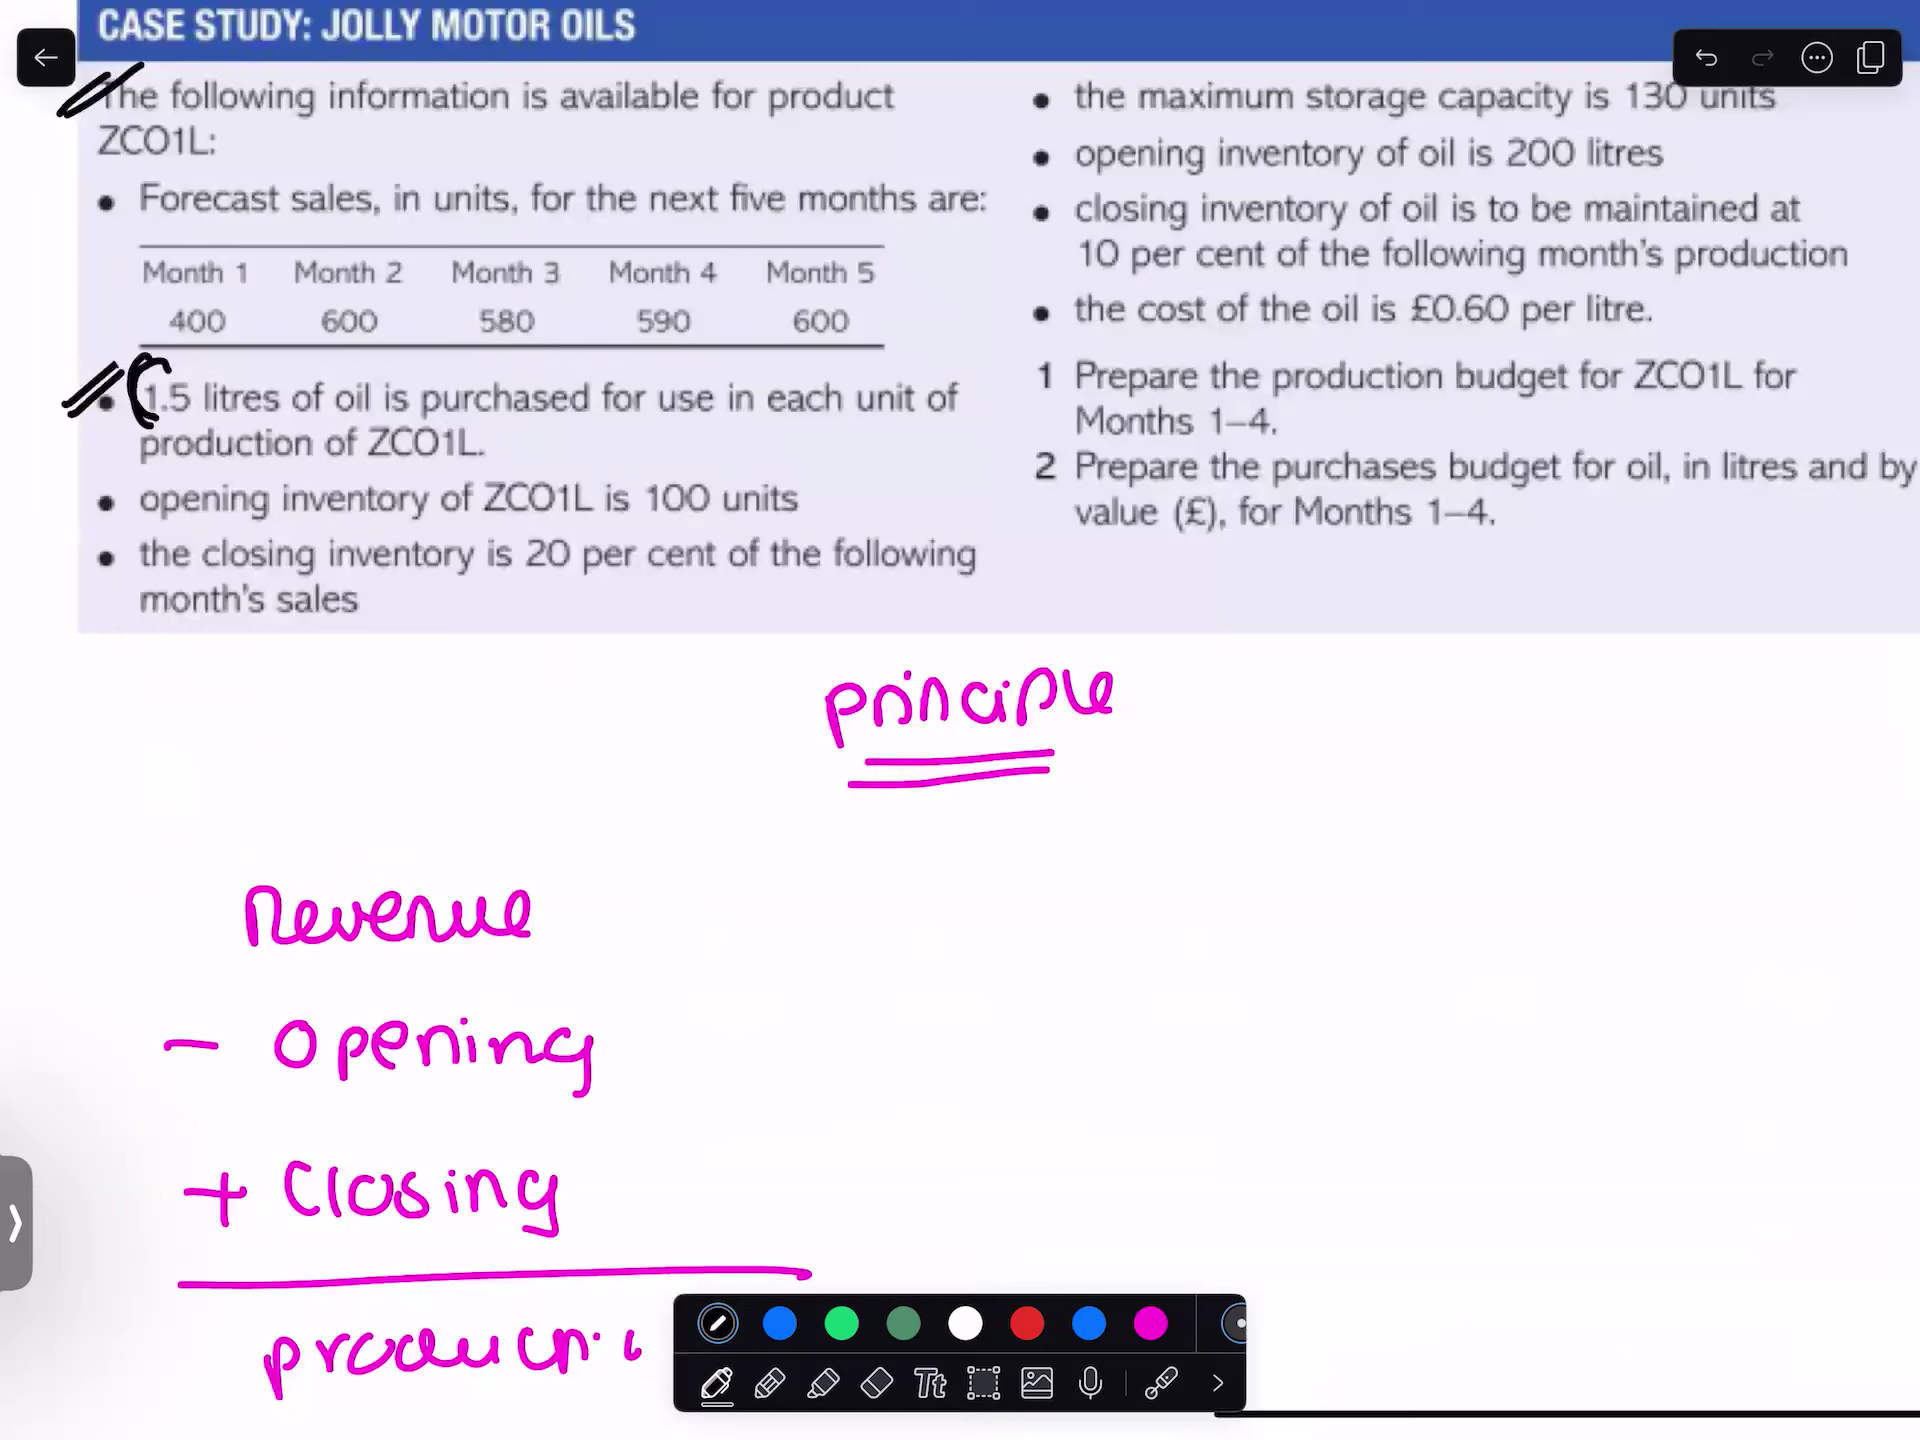 CASE STUDY: JOLLY MOTOR OILS
The following information is available for product
ZCO1L:
• Forecast sales, in units, for the next five months are:
Month 1 Month 2 Month 3 Month 4 Month 5
400 600 580 590 600
• 1.5 litres of oil is purchased for use in each unit of
production of ZCO1L.
• opening inventory of ZCO1L is 100 units
• the closing inventory is 20 per cent of the following
month's sales
• the maximum storage capacity is 130 units
• opening inventory of oil is 200 litres
• closing inventory of oil is to be maintained at
10 per cent of the following month's production
• the cost of the oil is £0.60 per litre.
1 Prepare the production budget for ZCO1L for
Months 1–4.
2 Prepare the purchases budget for oil, in litres and by
value (£), for Months 1–4.
principle
Revenue
- opening
+ closing
Tt